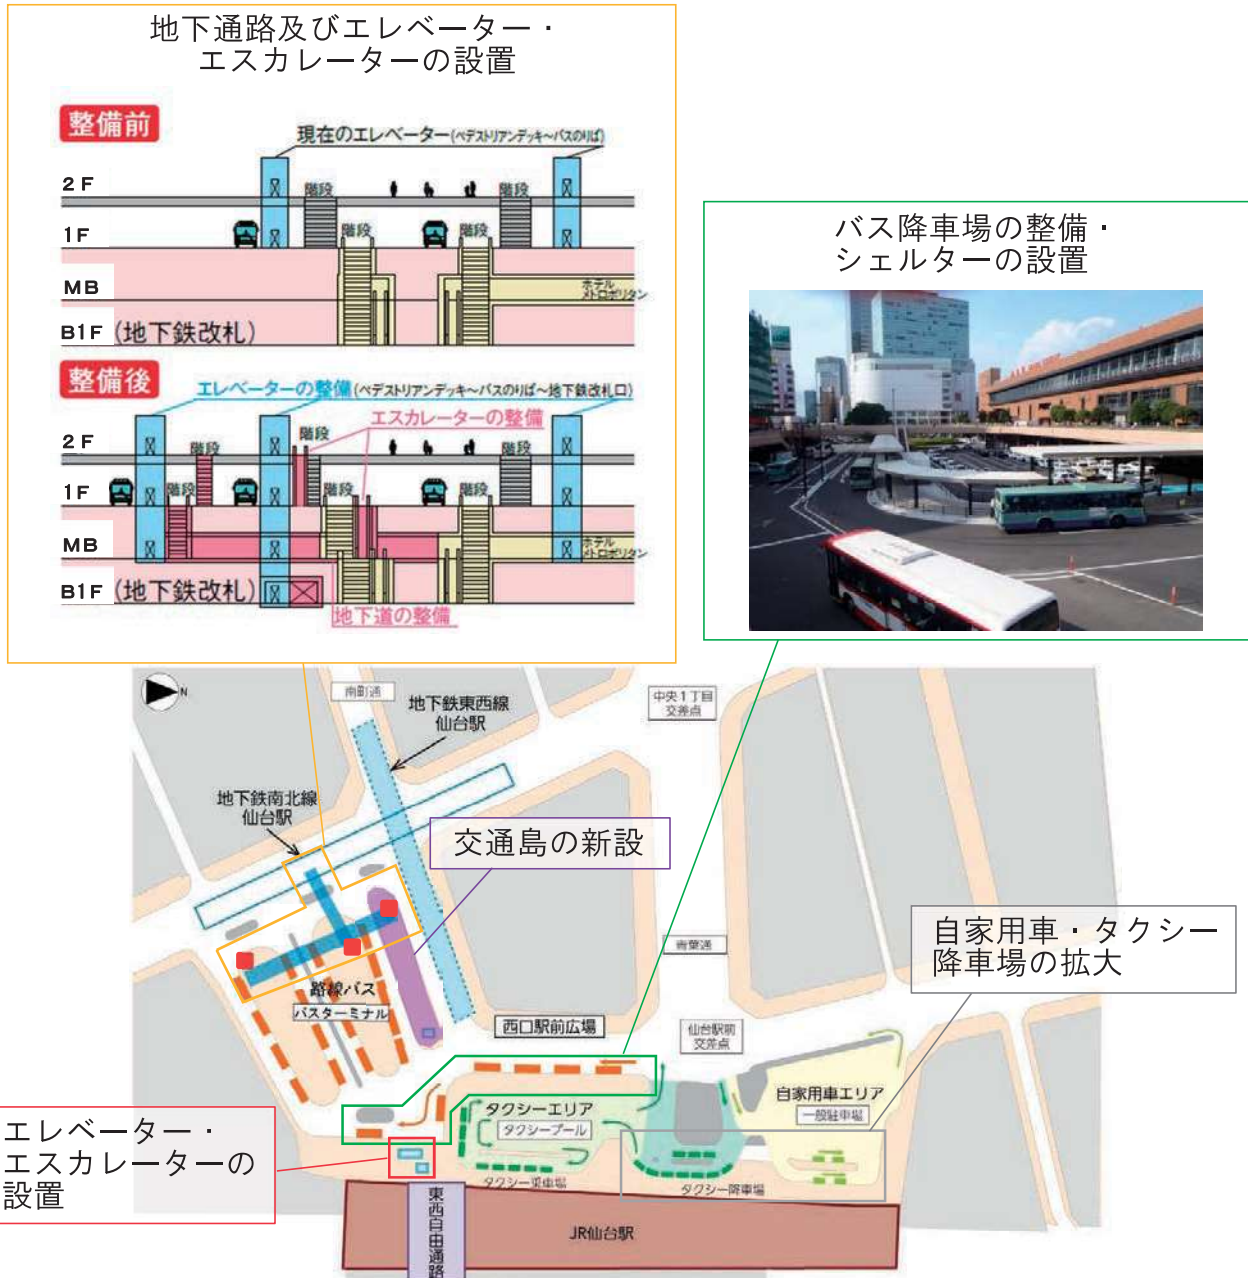 地下通路及びエレベーター・
エスカレーターの設置
整備前
現在のエレベーター(ペデストリアンデッキ〜バスのりば)
2F
階段
階段
1F
階段
階段
MB
ホテル
メトロポリタン
B1F (地下鉄改札)
整備後
エレベーターの整備(ペデストリアンデッキ〜バスのりば〜地下鉄改札口)
エスカレーターの整備
2F
階段
階段
階段
1F
階段
階段
階段
MB
ホテル
メトロポリタン
B1F (地下鉄改札)
地下道の整備
バス降車場の整備・
シェルターの設置
N
南町通
地下鉄東西線
仙台駅
中央1丁目
交差点
地下鉄南北線
仙台駅
交通島の新設
青葉通
自家用車・タクシー
降車場の拡大
路線バス
バスターミナル
西口駅前広場
仙台駅前
交差点
自家用車エリア
一般駐車場
タクシーエリア
タクシープール
エレベーター・
エスカレーターの
設置
タクシー乗車場
タクシー降車場
東西自由通路
JR仙台駅